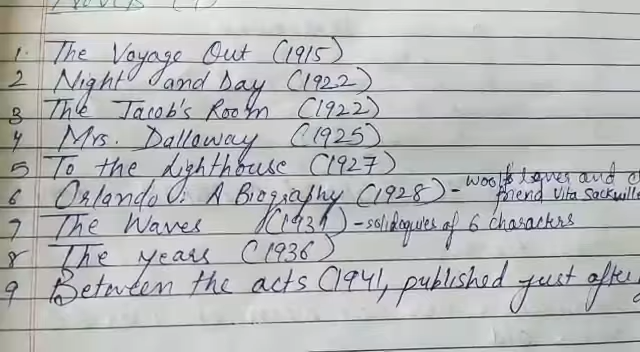 1. The Voyage Out (1915)
2 Night and Day (1922)
3 The Jacob's Room (1922)
4 Mrs. Dalloway (1925)
5 To the Lighthouse (1927)
6 Orlando: A Biography (1928) - Woolf's lover and
friend Vita Sackville
7 The Waves (1931) - soliloquies of 6 characters
8 The years (1936)
9 Between the acts (1941, published just after